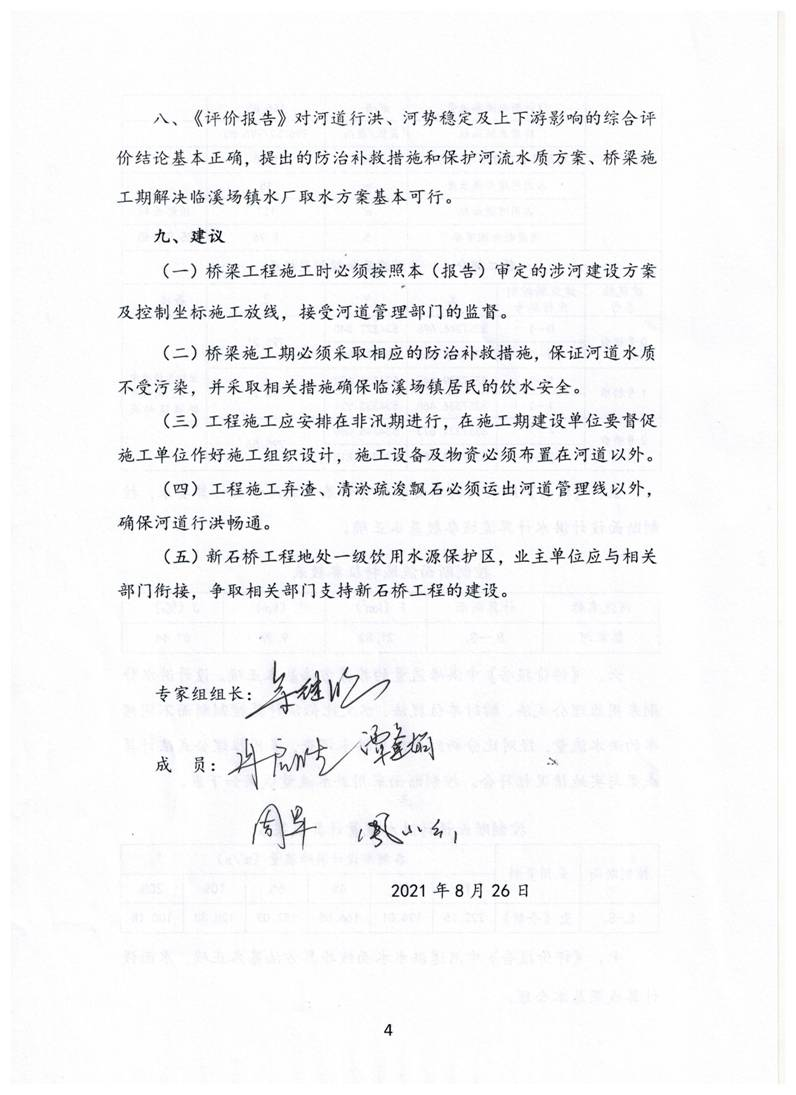 八、《评价报告》对河道行洪、河势稳定及上下游影响的综合评
价结论基本正确，提出的防治补救措施和保护河流水质方案、桥梁施
工期解决临溪场镇水厂取水方案基本可行。
九、建议
（一）桥梁工程施工时必须按照本（报告）审定的涉河建设方案
及控制坐标施工放线，接受河道管理部门的监督。
（二）桥梁施工期必须采取相应的防治补救措施，保证河道水质
不受污染，并采取相关措施确保临溪场镇居民的饮水安全。
（三）工程施工应安排在非汛期进行，在施工期建设单位要督促
施工单位作好施工组织设计，施工设备及物资必须布置在河道以外。
（四）工程施工弃渣、清淤疏浚飘石必须运出河道管理线以外，
确保河道行洪畅通。
（五）新石桥工程地处一级饮用水源保护区，业主单位应与相关
部门衔接，争取相关部门支持新石桥工程的建设。
专家组组长：
成 员：
2021 年 8 月 26 日
4